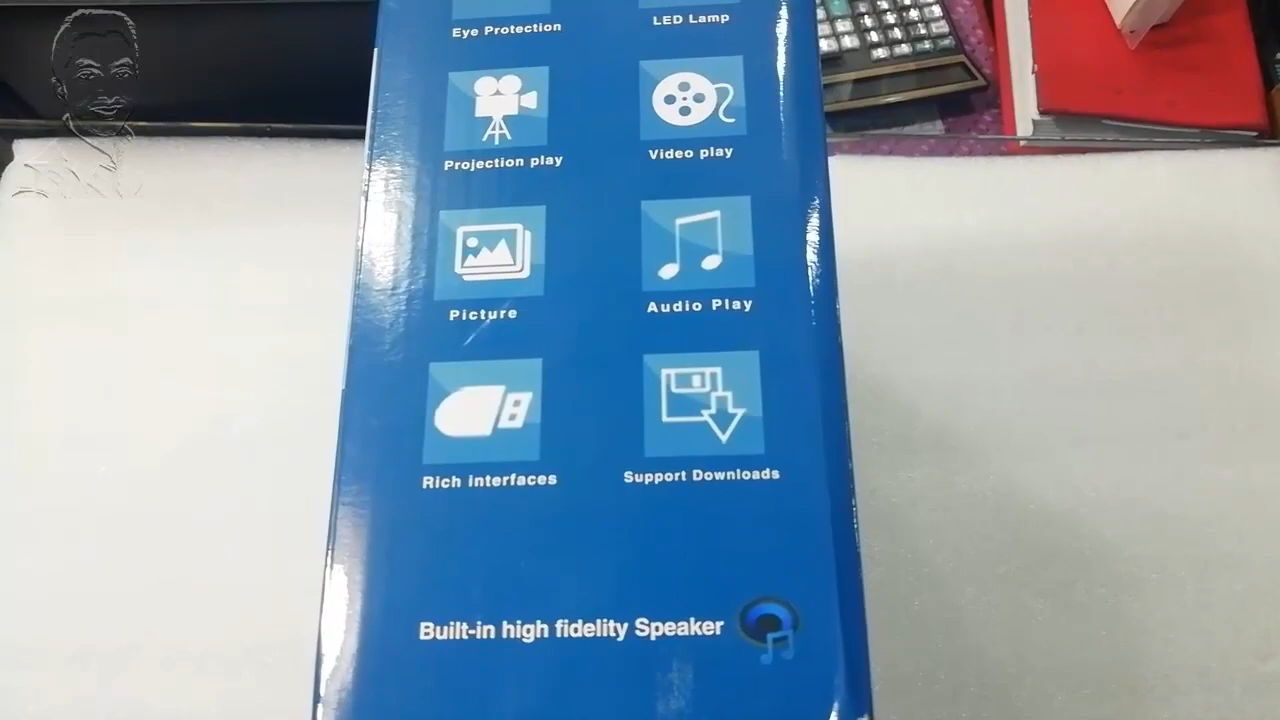 Eye Protection
LED Lamp
Projection play
Video play
Picture
Audio Play
Rich interfaces
Support Downloads
Built-in high fidelity Speaker